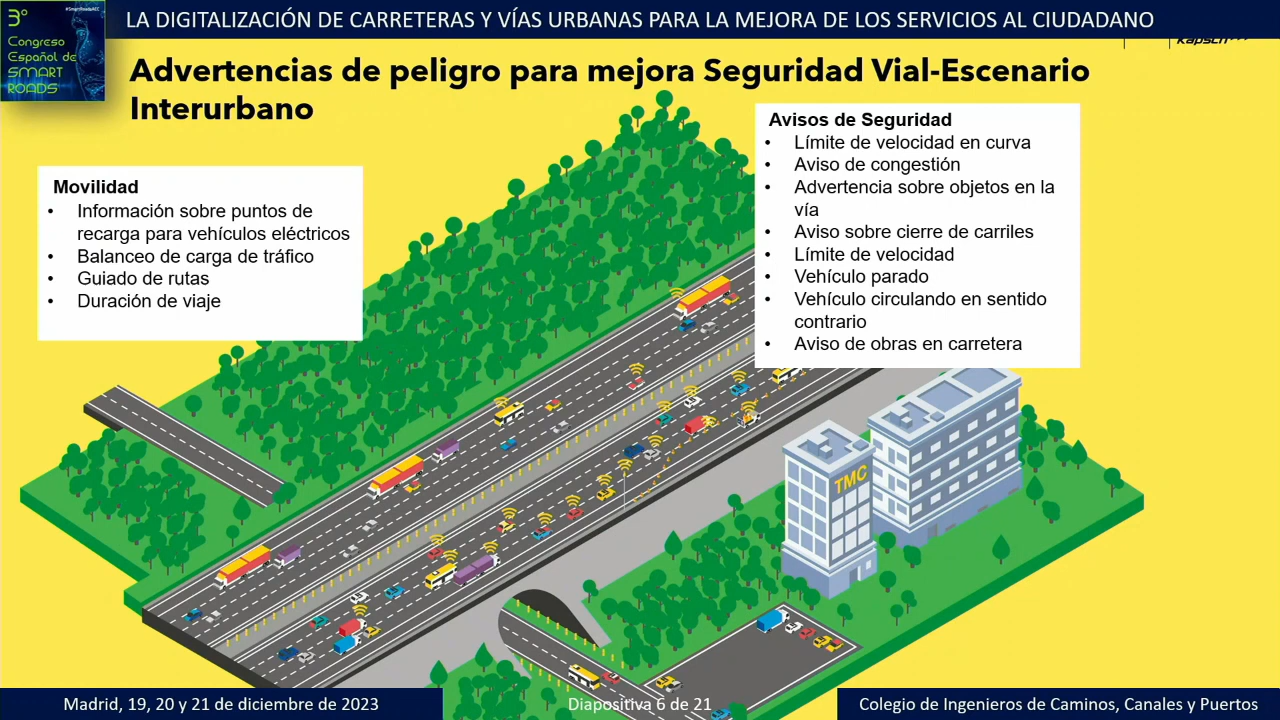 3º
Congreso
Español de
SMART
ROADS
#SmartRoadsAEC
LA DIGITALIZACIÓN DE CARRETERAS Y VÍAS URBANAS PARA LA MEJORA DE LOS SERVICIOS AL CIUDADANO
kapsch
Advertencias de peligro para mejora Seguridad Vial-Escenario
Interurbano
Movilidad
• Información sobre puntos de
recarga para vehículos eléctricos
• Balanceo de carga de tráfico
• Guiado de rutas
• Duración de viaje
Avisos de Seguridad
• Límite de velocidad en curva
• Aviso de congestión
• Advertencia sobre objetos en la
vía
• Aviso sobre cierre de carriles
• Límite de velocidad
• Vehículo parado
• Vehículo circulando en sentido
contrario
• Aviso de obras en carretera
TMC
Madrid, 19, 20 y 21 de diciembre de 2023
Diapositiva 6 de 21
Colegio de Ingenieros de Caminos, Canales y Puertos